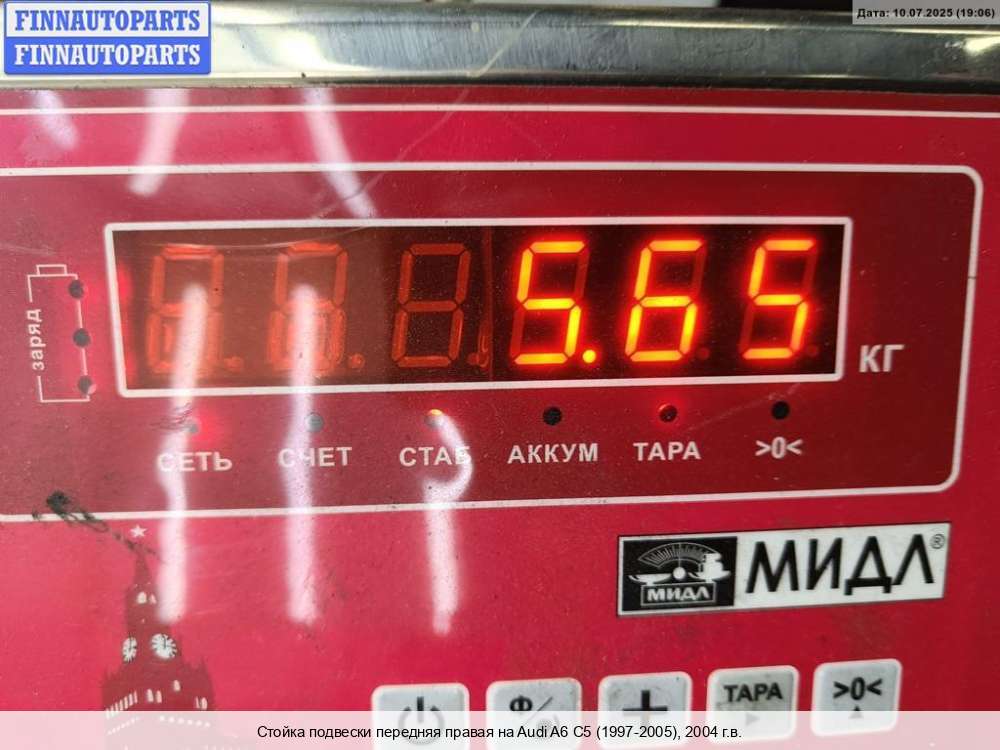 FINNAUTOPARTS
FINNAUTOPARTS
Дата: 10.07.2025 (19:06)
заряд
5.65
КГ
СЕТЬ СЧЕТ СТАБ АККУМ ТАРА >0<
МИДЛ
МИДЛ®
Ф/
+
ТАРА
>0<
Стойка подвески передняя правая на Audi A6 C5 (1997-2005), 2004 г.в.